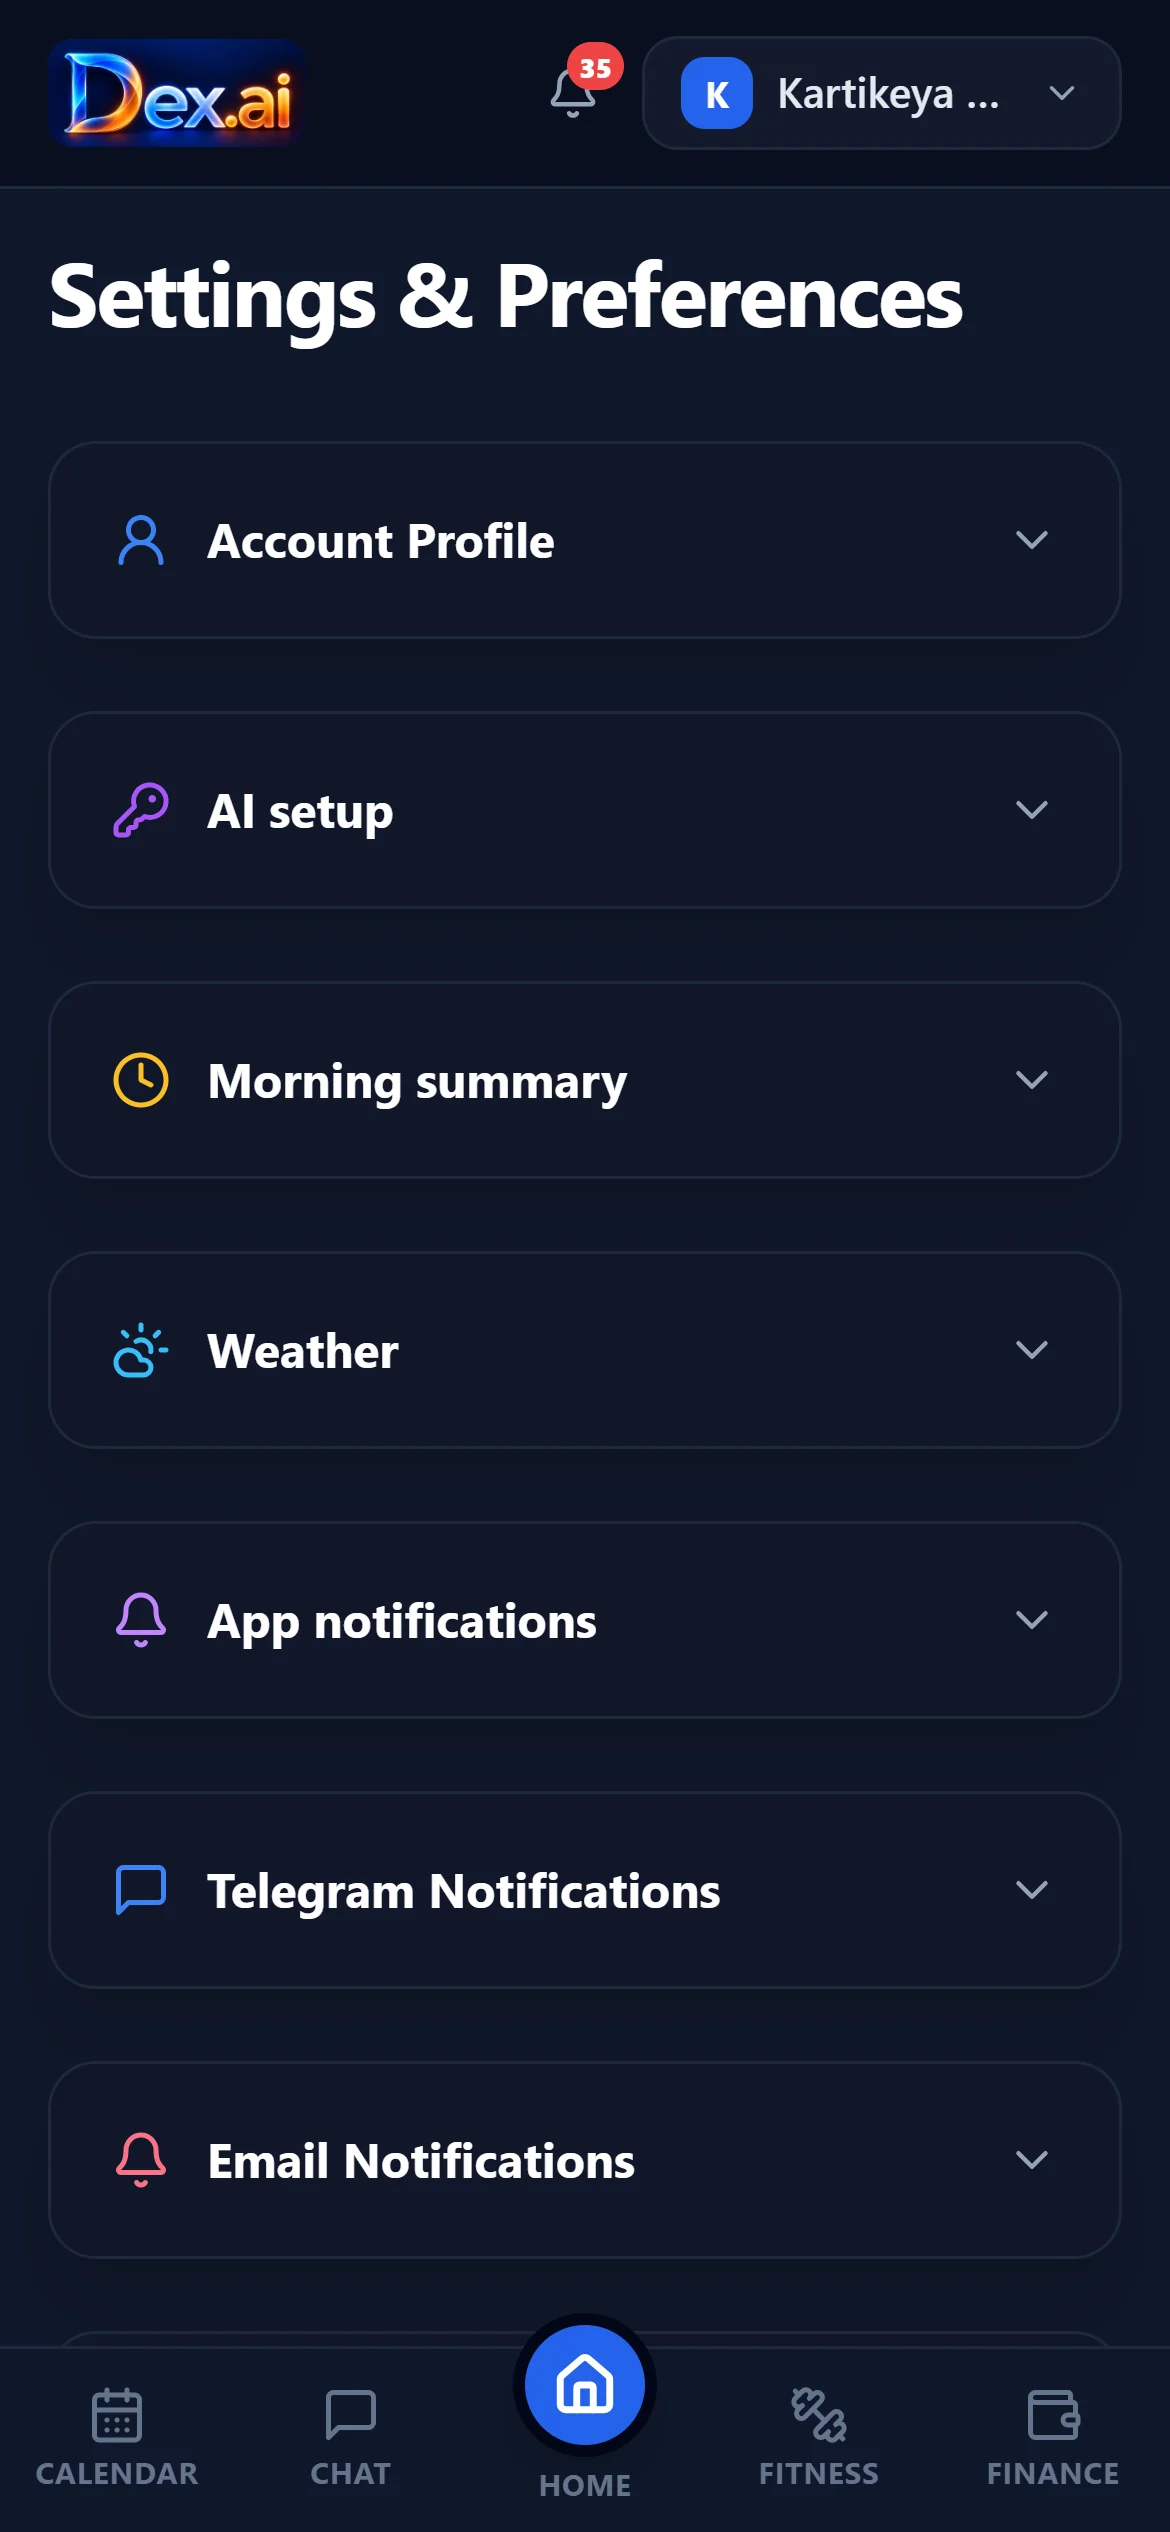 Dex.ai
35
K Kartikeya ...
Settings & Preferences
Account Profile
AI setup
Morning summary
Weather
App notifications
Telegram Notifications
Email Notifications
CALENDAR CHAT HOME FITNESS FINANCE